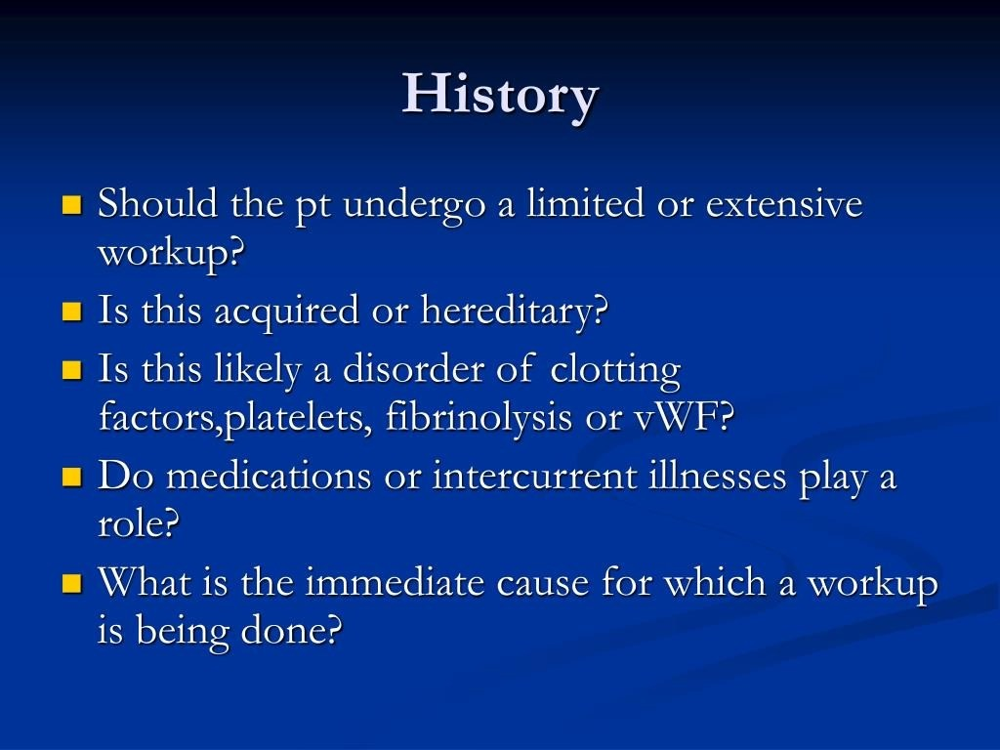 History
Should the pt undergo a limited or extensive
workup?
Is this acquired or hereditary?
Is this likely a disorder of clotting
factors,platelets, fibrinolysis or vWF?
Do medications or intercurrent illnesses play a
role?
What is the immediate cause for which a workup
is being done?